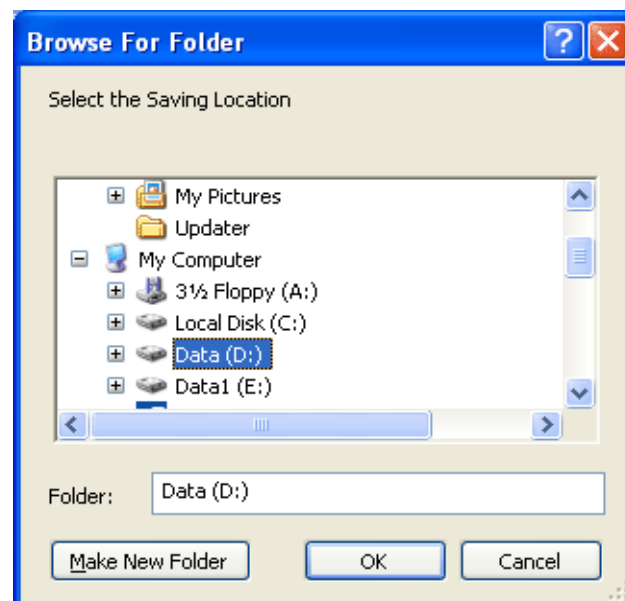 Browse For Folder
Select the Saving Location
My Pictures
Updater
My Computer
3½ Floppy (A:)
Local Disk (C:)
Data (D:)
Data1 (E:)
Folder: Data (D:)
Make New Folder OK Cancel